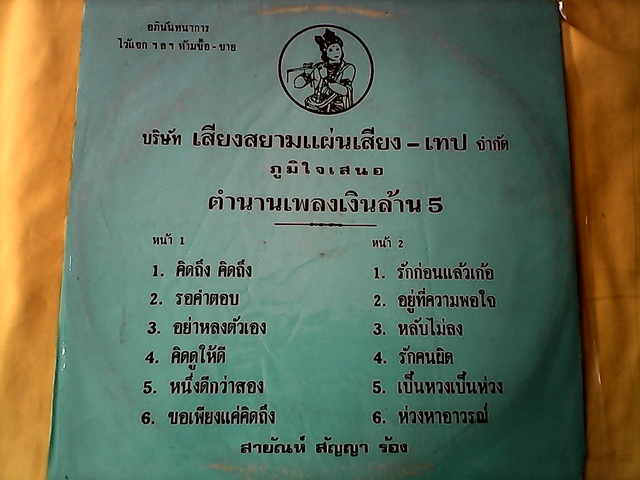 อภินันทนาการ
ไว้แจก ฯลฯ ห้ามซื้อ-ขาย
บริษัท เสียงสยามแผ่นเสียง - เทป จำกัด
ภูมิใจเสนอ
ตำนานเพลงเงินล้าน 5
หน้า 1
1. คิดถึง คิดถึง
2. รอคำตอบ
3. อย่าหลงตัวเอง
4. คิดดูให้ดี
5. หนึ่งดีกว่าสอง
6. ขอเพียงแค่คิดถึง
หน้า 2
1. รักก่อนแล้วเก้อ
2. อยู่ที่ความพอใจ
3. หลับไม่ลง
4. รักคนผิด
5. เป็นหวงเป็นห่วง
6. ห่วงหาอาวรณ์
สายัณห์ สัญญา ร้อง